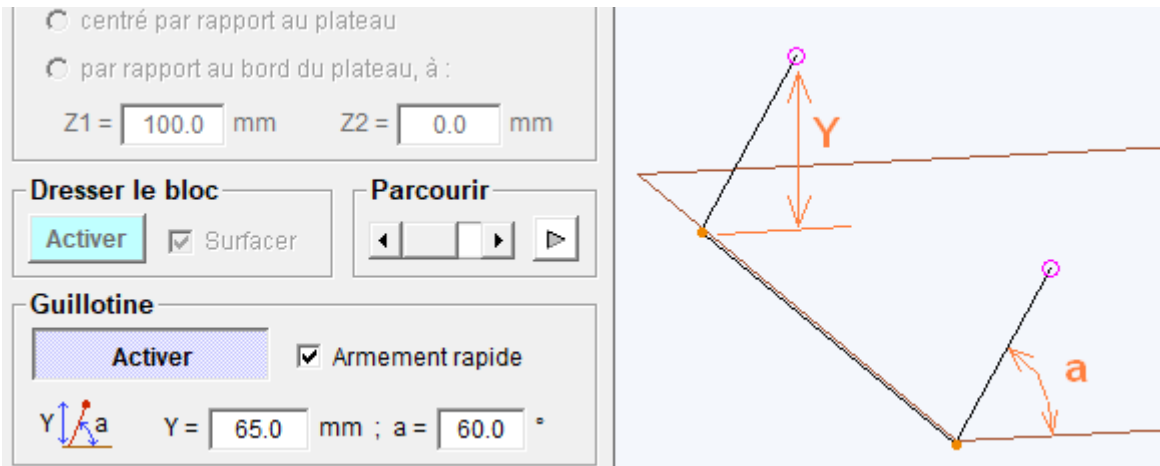 centré par rapport au plateau
par rapport au bord du plateau, à :
Z1 = 100.0 mm Z2 = 0.0 mm
Dresser le bloc
Activer Surfacer
Parcourir
Guillotine
Activer Armement rapide
Y a Y = 65.0 mm ; a = 60.0 °
Y
a